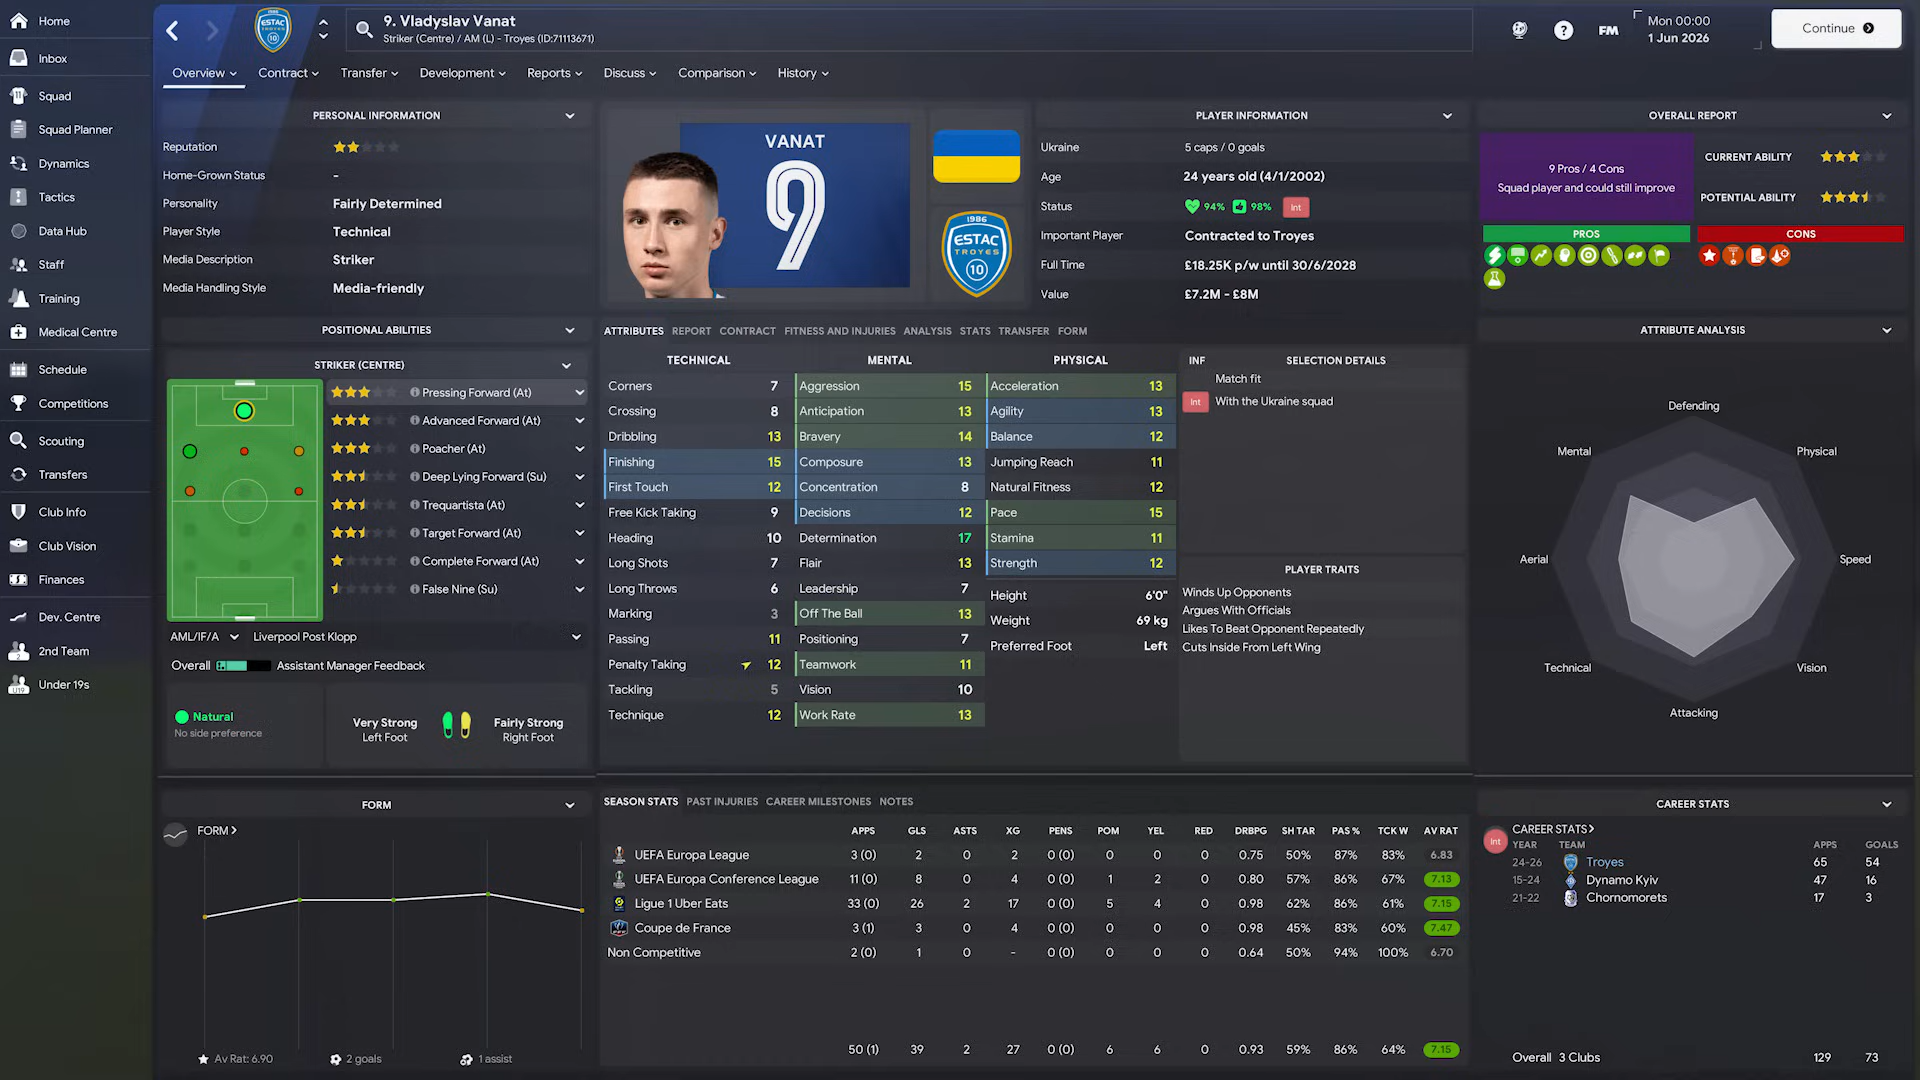 Home
Inbox
Squad
Squad Planner
Dynamics
Tactics
Data Hub
Staff
Training
Medical Centre
Schedule
Competitions
Scouting
Transfers
Club Info
Club Vision
Finances
Dev. Centre
2nd Team
Under 19s
9. Vladyslav Vanat
Striker (Centre) / AM (L) - Troyes (ID:71113671)
FM
Mon 00:00
1 Jun 2026
Continue
Overview Contract Transfer Development Reports Discuss Comparison History
PERSONAL INFORMATION
Reputation
Home-Grown Status -
Personality Fairly Determined
Player Style Technical
Media Description Striker
Media Handling Style Media-friendly
VANAT
9
1986
ESTAC
TROYES
10
PLAYER INFORMATION
Ukraine 5 caps / 0 goals
Age 24 years old (4/1/2002)
Status 94% 98% Int
Important Player Contracted to Troyes
Full Time £18.25K p/w until 30/6/2028
Value £7.2M - £8M
OVERALL REPORT
9 Pros / 4 Cons
Squad player and could still improve
CURRENT ABILITY
POTENTIAL ABILITY
PROS CONS
POSITIONAL ABILITIES
STRIKER (CENTRE)
Pressing Forward (At)
Advanced Forward (At)
Poacher (At)
Deep Lying Forward (Su)
Trequartista (At)
Target Forward (At)
Complete Forward (At)
False Nine (Su)
AML/IF/A Liverpool Post Klopp
Overall Assistant Manager Feedback
Natural
No side preference
Very Strong
Left Foot
Fairly Strong
Right Foot
ATTRIBUTES REPORT CONTRACT FITNESS AND INJURIES ANALYSIS STATS TRANSFER FORM
TECHNICAL
Corners 7
Crossing 8
Dribbling 13
Finishing 15
First Touch 12
Free Kick Taking 9
Heading 10
Long Shots 7
Long Throws 6
Marking 3
Passing 11
Penalty Taking 12
Tackling 5
Technique 12
MENTAL
Aggression 15
Anticipation 13
Bravery 14
Composure 13
Concentration 8
Decisions 12
Determination 17
Flair 13
Leadership 7
Off The Ball 13
Positioning 7
Teamwork 11
Vision 10
Work Rate 13
PHYSICAL
Acceleration 13
Agility 13
Balance 12
Jumping Reach 11
Natural Fitness 12
Pace 15
Stamina 11
Strength 12
Height 6'0"
Weight 69 kg
Preferred Foot Left
INF SELECTION DETAILS
Match fit
Int With the Ukraine squad
PLAYER TRAITS
Winds Up Opponents
Argues With Officials
Likes To Beat Opponent Repeatedly
Cuts Inside From Left Wing
ATTRIBUTE ANALYSIS
Defending
Mental Physical
Aerial Speed
Technical Vision
Attacking
FORM
FORM
Av Rat: 6.90 2 goals 1 assist
SEASON STATS PAST INJURIES CAREER MILESTONES NOTES
APPS GLS ASTS XG PENS POM YEL RED DRBPG SH TAR PAS % TCK W AV RAT
UEFA Europa League 3 (0) 2 0 2 0 (0) 0 0 0 0.75 50% 87% 83% 6.83
UEFA Europa Conference League 11 (0) 8 0 4 0 (0) 1 2 0 0.80 57% 86% 67% 7.13
Ligue 1 Uber Eats 33 (0) 26 2 17 0 (0) 5 4 0 0.98 62% 86% 61% 7.15
Coupe de France 3 (1) 3 0 4 0 (0) 0 0 0 0.98 45% 83% 60% 7.47
Non Competitive 2 (0) 1 0 - 0 (0) 0 0 0 0.64 50% 94% 100% 6.70
50 (1) 39 2 27 0 (0) 6 6 0 0.93 59% 86% 64% 7.15
CAREER STATS
Int CAREER STATS
YEAR TEAM APPS GOALS
24-26 Troyes 65 54
15-24 Dynamo Kyiv 47 16
21-22 Chornomorets 17 3
Overall 3 Clubs 129 73